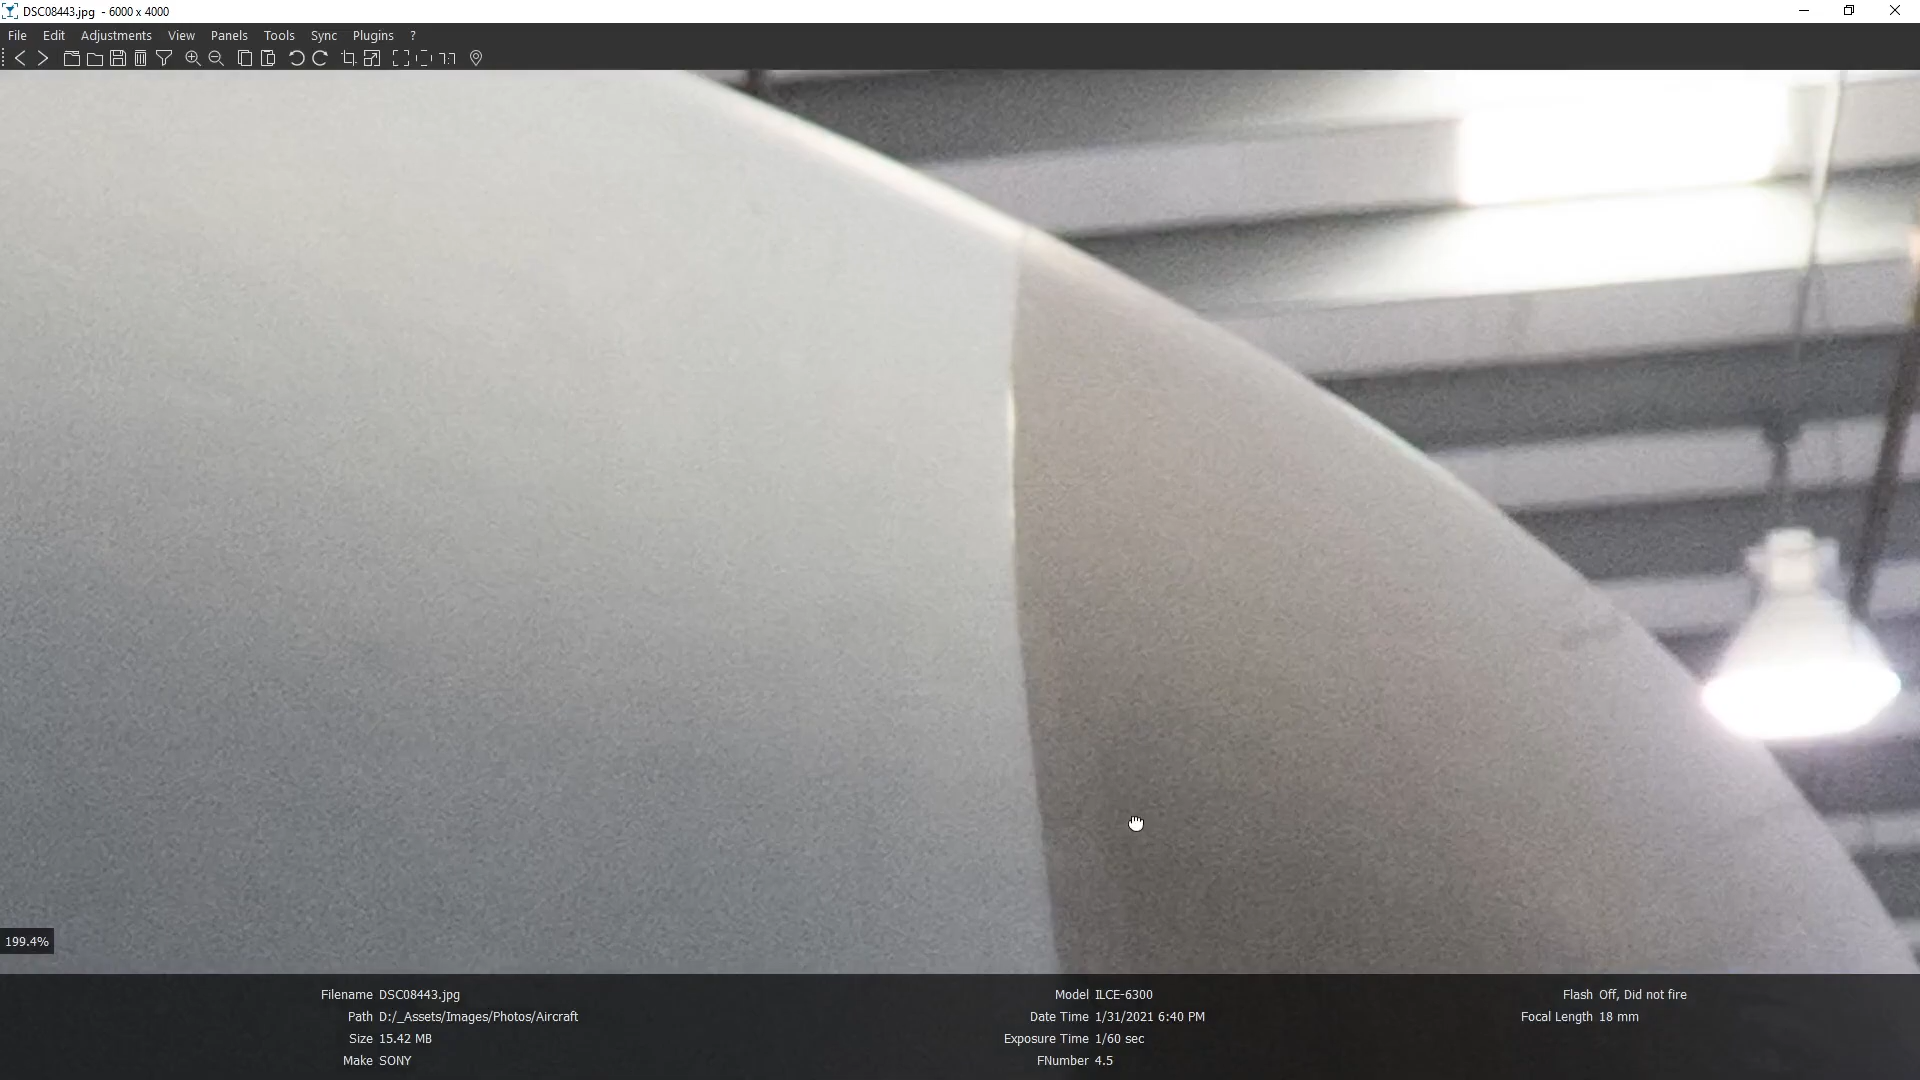 DSC08443.jpg - 6000 x 4000
File Edit Adjustments View Panels Tools Sync Plugins ?
199.4%
Filename DSC08443.jpg
Path D:/_Assets/Images/Photos/Aircraft
Size 15.42 MB
Make SONY
Model ILCE-6300
Date Time 1/31/2021 6:40 PM
Exposure Time 1/60 sec
FNumber 4.5
Flash Off, Did not fire
Focal Length 18 mm